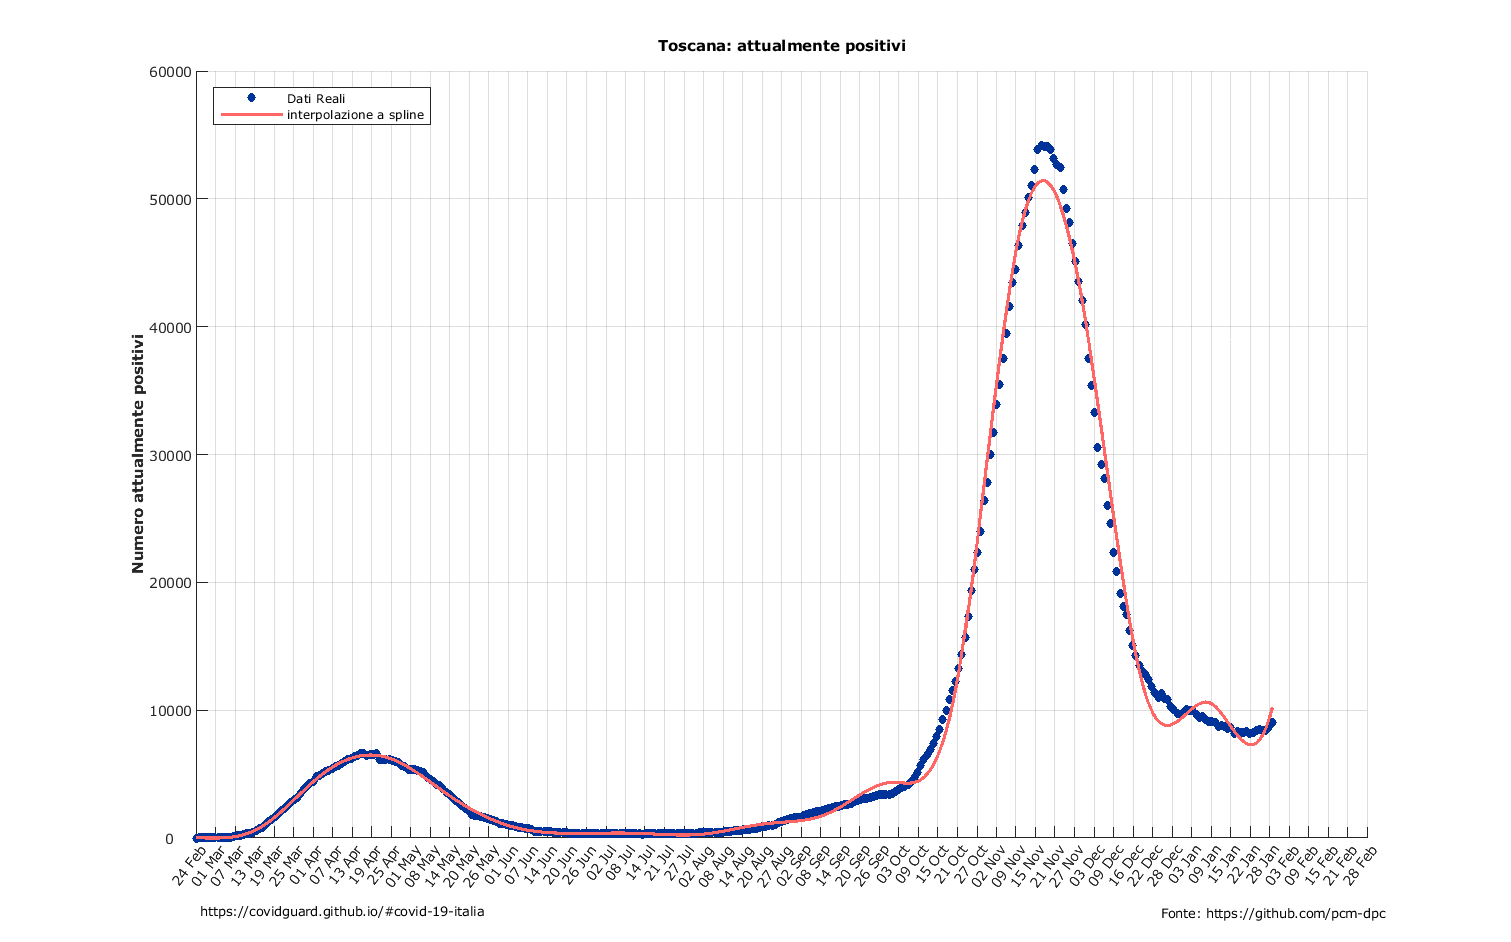 Toscana: attualmente positivi
Dati Reali
interpolazione a spline
Numero attualmente positivi
60000
50000
40000
30000
20000
10000
0
24 Feb
01 Mar
07 Mar
13 Mar
19 Mar
25 Mar
01 Apr
07 Apr
13 Apr
19 Apr
25 Apr
01 May
08 May
14 May
20 May
26 May
01 Jun
07 Jun
14 Jun
20 Jun
26 Jun
02 Jul
08 Jul
14 Jul
21 Jul
27 Jul
02 Aug
08 Aug
14 Aug
20 Aug
27 Aug
02 Sep
08 Sep
14 Sep
20 Sep
26 Sep
03 Oct
09 Oct
15 Oct
21 Oct
27 Oct
02 Nov
09 Nov
15 Nov
21 Nov
27 Nov
03 Dec
09 Dec
16 Dec
22 Dec
28 Dec
03 Jan
09 Jan
15 Jan
22 Jan
28 Jan
03 Feb
09 Feb
15 Feb
21 Feb
28 Feb
https://covidguard.github.io/#covid-19-italia
Fonte: https://github.com/pcm-dpc